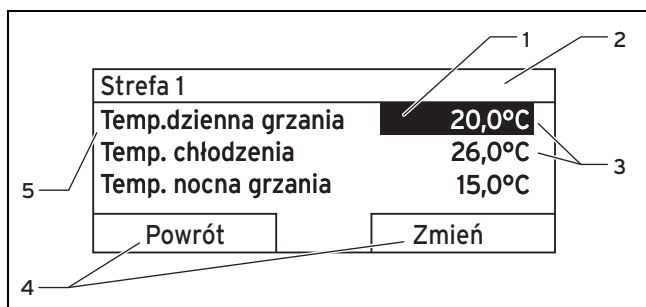 1
2
Strefa 1
Temp.dzienna grzania 20,0°C
Temp. chłodzenia 26,0°C
3
Temp. nocna grzania 15,0°C
5
Powrót Zmień
4